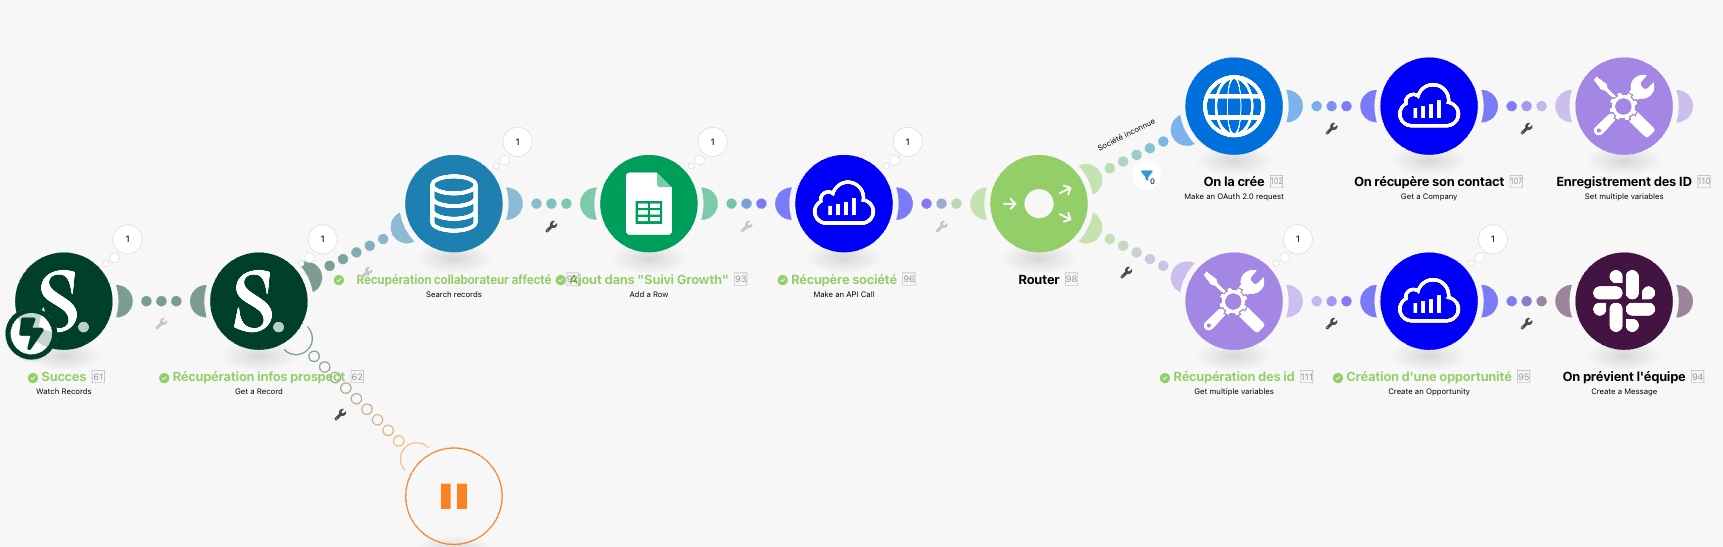 Société inconnue
0
On la crée 102
Make an OAuth 2.0 request
On récupère son contact 107
Get a Company
Enregistrement des ID 110
Set multiple variables
1
1
1
Récupération collaborateur affecté
Search records
Ajout dans "Suivi Growth" 93
Add a Row
Récupère société 96
Make an API Call
Router 98
1
1
S.
Succes 61
Watch Records
S.
Récupération infos prospect 62
Get a Record
1
1
Récupération des id 111
Get multiple variables
Création d'une opportunité 95
Create an Opportunity
On prévient l'équipe 94
Create a Message